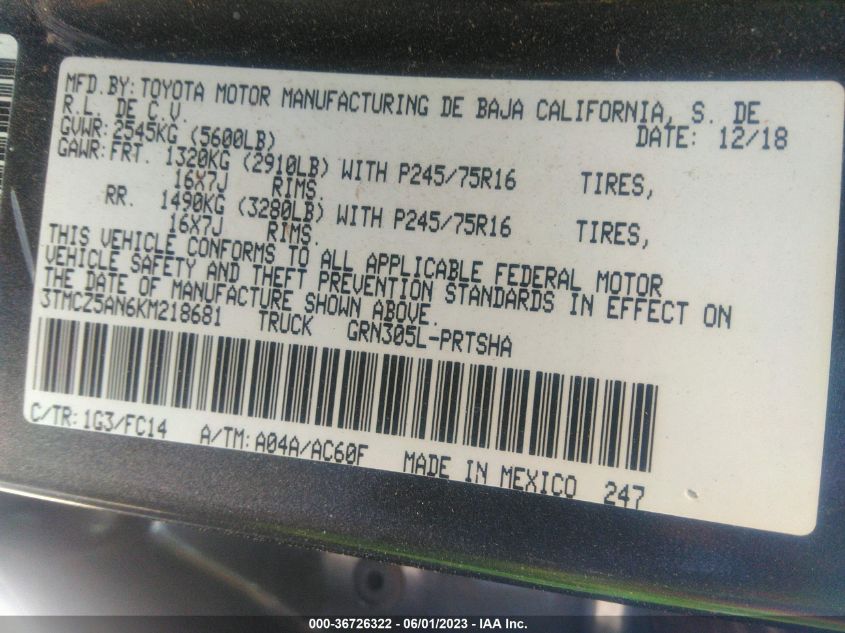 MFD.BY: TOYOTA MOTOR MANUFACTURING DE BAJA CALIFORNIA, S. DE
R.L. DE C.V. DATE: 12/18
GVWR: 2545KG (5600LB)
GAWR: FRT. 1320KG (2910LB) WITH P245/75R16 TIRES,
16X7J RIMS.
RR. 1490KG (3280LB) WITH P245/75R16 TIRES,
16X7J RIMS.
THIS VEHICLE CONFORMS TO ALL APPLICABLE FEDERAL MOTOR
VEHICLE SAFETY AND THEFT PREVENTION STANDARDS IN EFFECT ON
THE DATE OF MANUFACTURE SHOWN ABOVE.
3TMCZ5AN6KM218681 TRUCK GRN305L-PRTSHA
C/TR: 1G3/FC14 A/TM: A04A/AC60F MADE IN MEXICO 247
000-36726322 - 06/01/2023 - IAA Inc.